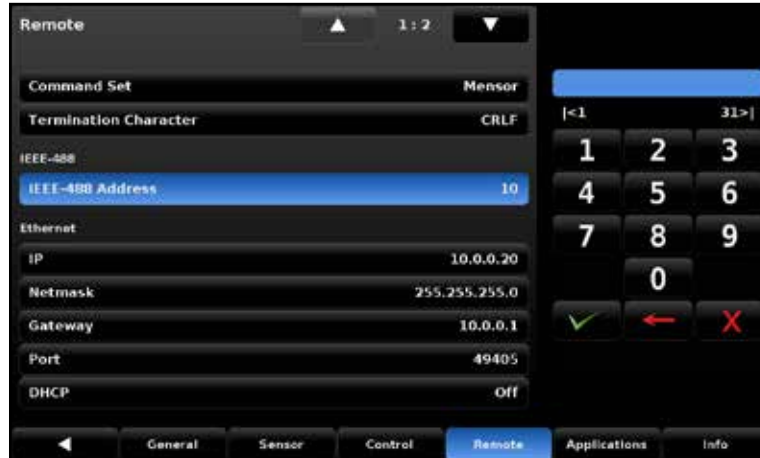 Remote 1:2
Command Set Mensor
Termination Character CRLF
IEEE-488
IEEE-488 Address 10
Ethernet
IP 10.0.0.20
Netmask 255.255.255.0
Gateway 10.0.0.1
Port 49405
DHCP Off
|<1 31>|
1 2 3
4 5 6
7 8 9
0
X
General Sensor Control Remote Applications Info